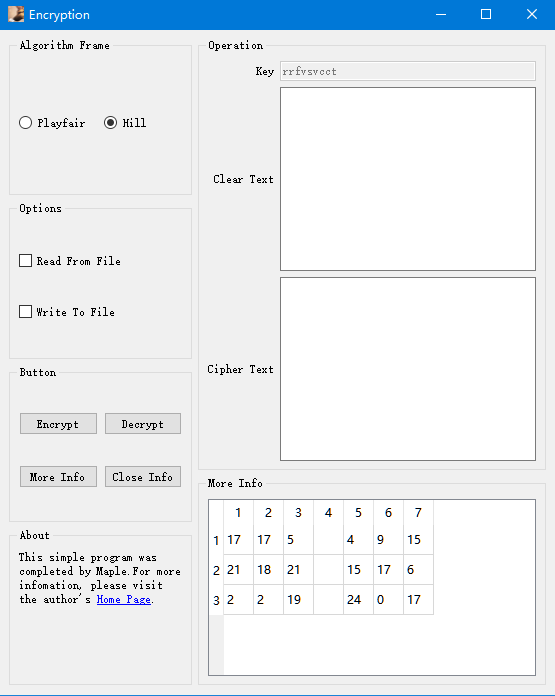 Encryption
Algorithm Frame
Playfair
Hill
Options
Read From File
Write To File
Button
Encrypt
Decrypt
More Info
Close Info
About
This simple program was
completed by Maple.For more
infomation, please visit
the author's Home Page.
Operation
Key
rrfvsvcct
Clear Text
Cipher Text
More Info
1 2 3 4 5 6 7
1 17 17 5 4 9 15
2 21 18 21 15 17 6
3 2 2 19 24 0 17